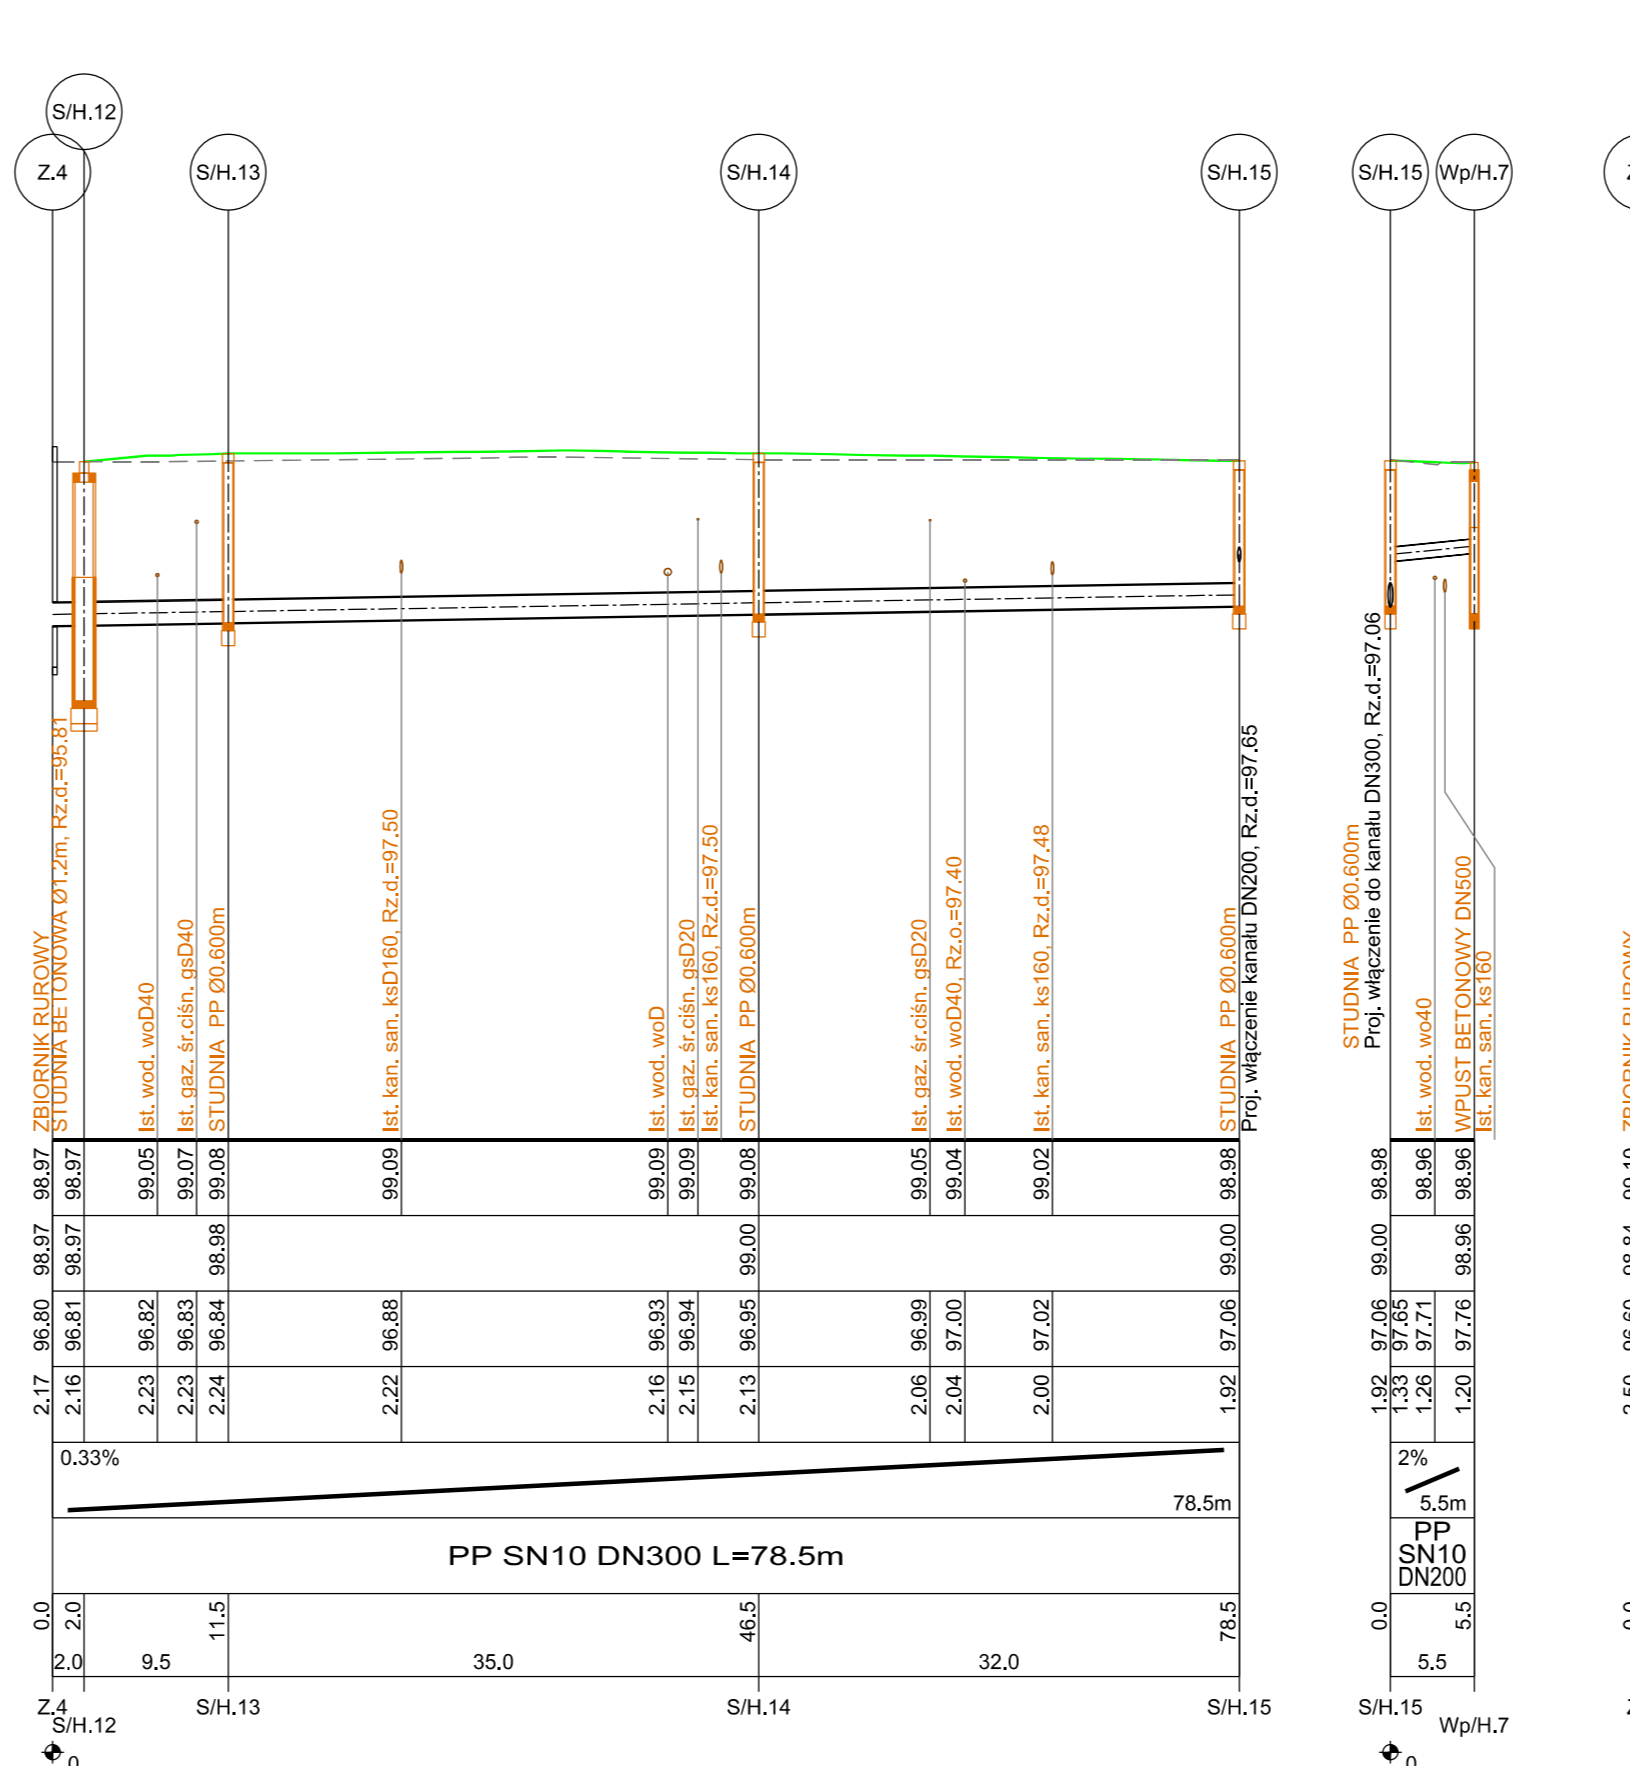 S/H.12
Z.4
S/H.13
S/H.14
S/H.15
S/H.15
Wp/H.7
ZBIORNIK RUROWY
STUDNIA BETONOWA Ø1.2m, Rz.d.=95.81
Ist. wod. woD40
Ist. gaz. śr.ciśn. gsD40
STUDNIA PP Ø0.600m
Ist. kan. san. ksD160, Rz.d.=97.50
Ist. wod. woD
Ist. gaz. śr.ciśn. gsD20
Ist. kan. san. ks160, Rz.d.=97.50
STUDNIA PP Ø0.600m
Ist. gaz. śr.ciśn. gsD20
Ist. wod. woD40, Rz.o.=97.40
Ist. kan. san. ks160, Rz.d.=97.48
STUDNIA PP Ø0.600m
Proj. włączenie kanału DN200, Rz.d.=97.65
STUDNIA PP Ø0.600m
Proj. włączenie do kanału DN300, Rz.d.=97.06
Ist. wod. wo40
WPUST BETONOWY DN500
Ist. kan. san. ks160
98.97 98.97 99.05 99.07 99.08 99.09 99.09 99.09 99.08 99.05 99.04 99.02 98.98 98.98 98.96 98.96
98.97 98.97 98.98 99.00 99.00 99.00 98.96
96.80 96.81 96.82 96.83 96.84 96.88 96.93 96.94 96.95 96.99 97.00 97.02 97.06 97.06 97.65 97.71 97.76
2.17 2.16 2.23 2.23 2.24 2.22 2.16 2.15 2.13 2.06 2.04 2.00 1.92 1.92 1.33 1.26 1.20
0.33%
78.5m
2%
5.5m
PP SN10 DN300 L=78.5m
PP
SN10
DN200
0.0 2.0 11.5 46.5 78.5 0.0 5.5
2.0 9.5 35.0 32.0 5.5
Z.4
S/H.12
S/H.13
S/H.14
S/H.15
S/H.15
Wp/H.7
0
0